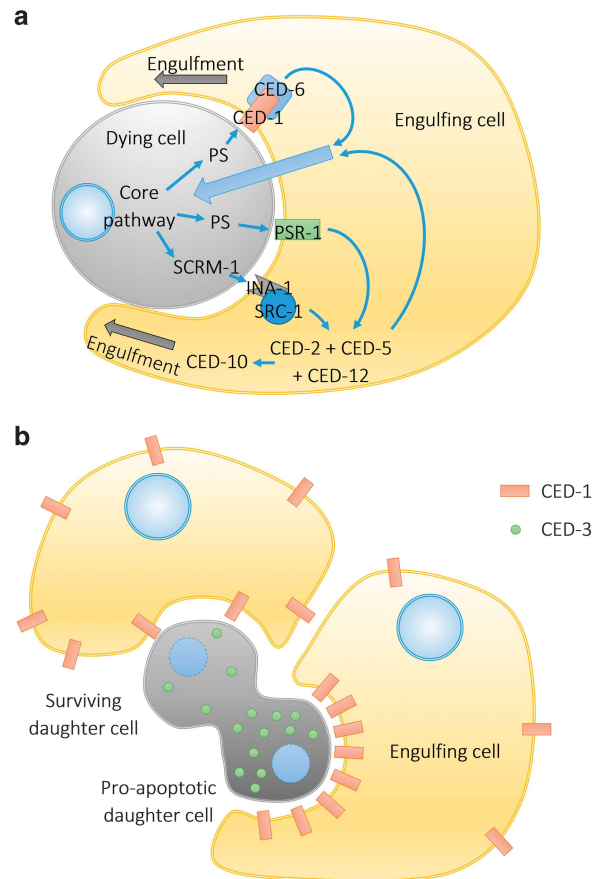 a
Engulfment
CED-6
CED-1
Engulfing cell
Dying cell
PS
Core
pathway
PS
PSR-1
SCRM-1
INA-1
SRC-1
Engulfment
CED-10
CED-2 + CED-5
+ CED-12
b
CED-1
CED-3
Surviving
daughter cell
Engulfing cell
Pro-apoptotic
daughter cell